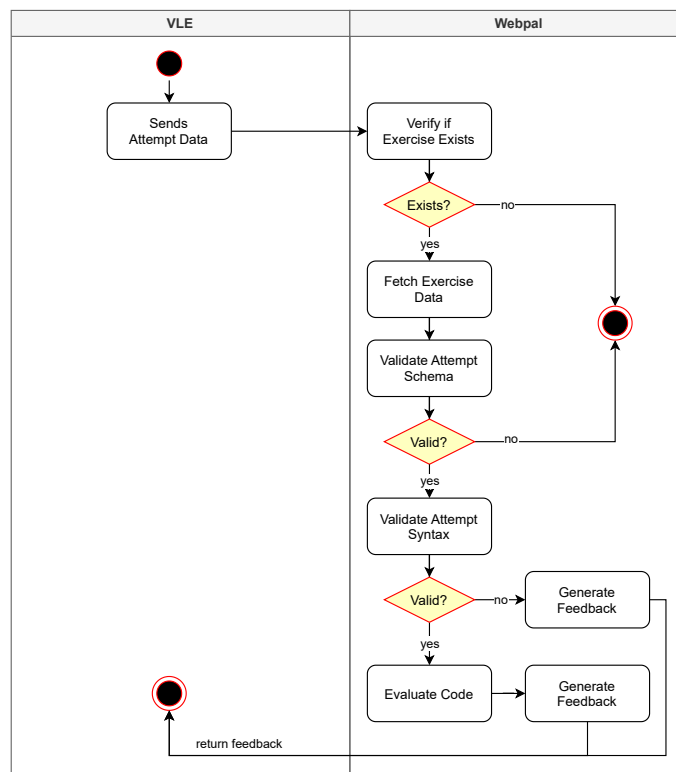 VLE
Webpal
Sends
Attempt Data
Verify if
Exercise Exists
Exists?
no
yes
Fetch Exercise
Data
Validate Attempt
Schema
Valid?
no
yes
Validate Attempt
Syntax
Valid?
no
Generate
Feedback
yes
Evaluate Code
Generate
Feedback
return feedback